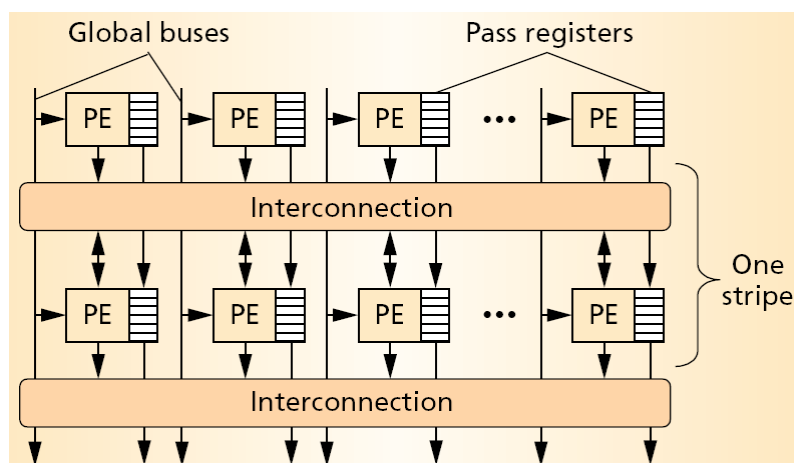 Global buses
Pass registers
PE
PE
PE
•••
PE
Interconnection
One
stripe
PE
PE
PE
•••
PE
Interconnection